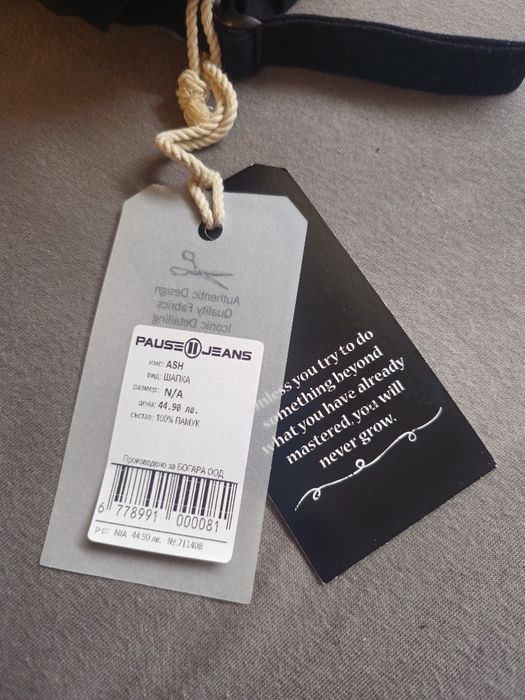 Authentic Design
Quality Fabrics
Iconic Detailing
PAUSE JEANS
име: ASH
вид: ШАПКА
размер: N/A
цена: 44.90 лв.
състав: 100% ПАМУК
Произведено за БОГАРА ООД
6 778991 000081
р-р: N/A 44.90 лв. №:711408
unless you try to do
something beyond
what you have already
mastered, you will
never grow.